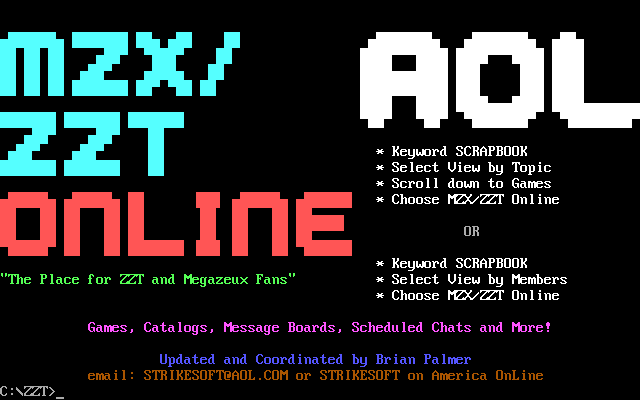 MZX/
ZZT
ONLINE
"The Place for ZZT and Megazeux Fans"
AOL
* Keyword SCRAPBOOK
* Select View by Topic
* Scroll down to Games
* Choose MZX/ZZT Online
OR
* Keyword SCRAPBOOK
* Select View by Members
* Choose MZX/ZZT Online
Games, Catalogs, Message Boards, Scheduled Chats and More!
Updated and Coordinated by Brian Palmer
email: STRIKESOFT@AOL.COM or STRIKESOFT on America OnLine
C:\ZZT>_